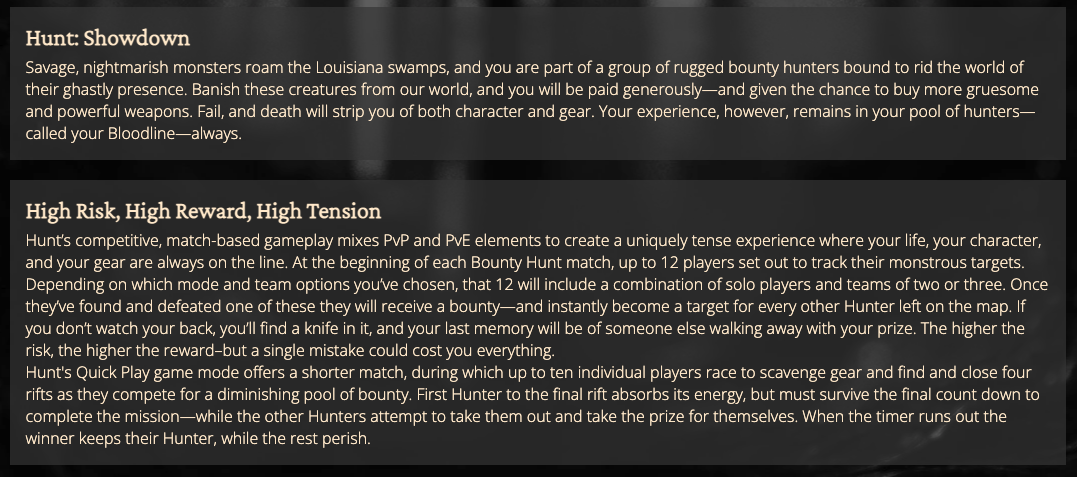 Hunt: Showdown
Savage, nightmarish monsters roam the Louisiana swamps, and you are part of a group of rugged bounty hunters bound to rid the world of
their ghastly presence. Banish these creatures from our world, and you will be paid generously—and given the chance to buy more gruesome
and powerful weapons. Fail, and death will strip you of both character and gear. Your experience, however, remains in your pool of hunters—
called your Bloodline—always.
High Risk, High Reward, High Tension
Hunt’s competitive, match-based gameplay mixes PvP and PvE elements to create a uniquely tense experience where your life, your character,
and your gear are always on the line. At the beginning of each Bounty Hunt match, up to 12 players set out to track their monstrous targets.
Depending on which mode and team options you’ve chosen, that 12 will include a combination of solo players and teams of two or three. Once
they’ve found and defeated one of these they will receive a bounty—and instantly become a target for every other Hunter left on the map. If
you don’t watch your back, you’ll find a knife in it, and your last memory will be of someone else walking away with your prize. The higher the
risk, the higher the reward–but a single mistake could cost you everything.
Hunt's Quick Play game mode offers a shorter match, during which up to ten individual players race to scavenge gear and find and close four
rifts as they compete for a diminishing pool of bounty. First Hunter to the final rift absorbs its energy, but must survive the final count down to
complete the mission—while the other Hunters attempt to take them out and take the prize for themselves. When the timer runs out the
winner keeps their Hunter, while the rest perish.